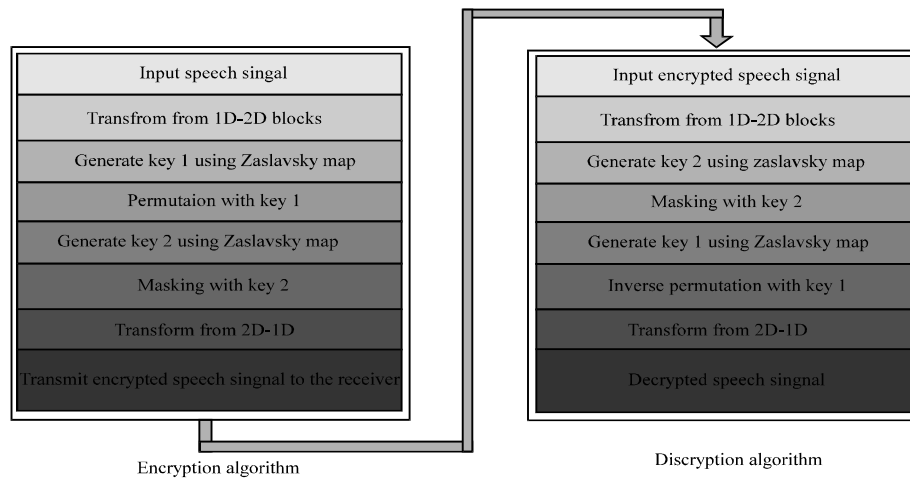 Input speech singal
Transfrom from 1D-2D blocks
Generate key 1 using Zaslavsky map
Permutaion with key 1
Generate key 2 using Zaslavsky map
Masking with key 2
Transform from 2D-1D
Transmit encrypted speech singnal to the receiver
Encryption algorithm
Input encrypted speech signal
Transfrom from 1D-2D blocks
Generate key 2 using zaslavsky map
Masking with key 2
Generate key 1 using Zaslavsky map
Inverse permutation with key 1
Transform from 2D-1D
Decrypted speech singnal
Discryption algorithm